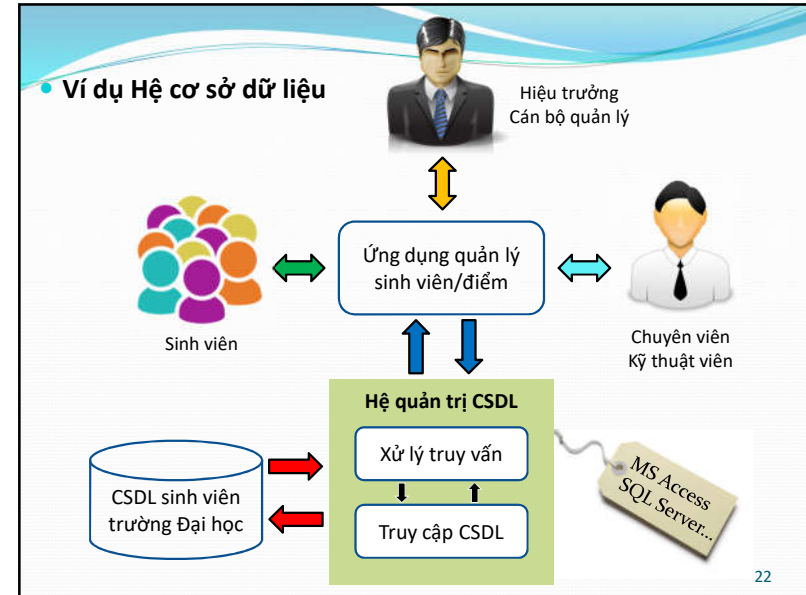 • Ví dụ Hệ cơ sở dữ liệu
Hiệu trưởng
Cán bộ quản lý
Ứng dụng quản lý
sinh viên/điểm
Sinh viên
Chuyên viên
Kỹ thuật viên
Hệ quản trị CSDL
Xử lý truy vấn
Truy cập CSDL
CSDL sinh viên
trường Đại học
MS Access
SQL Server...
22